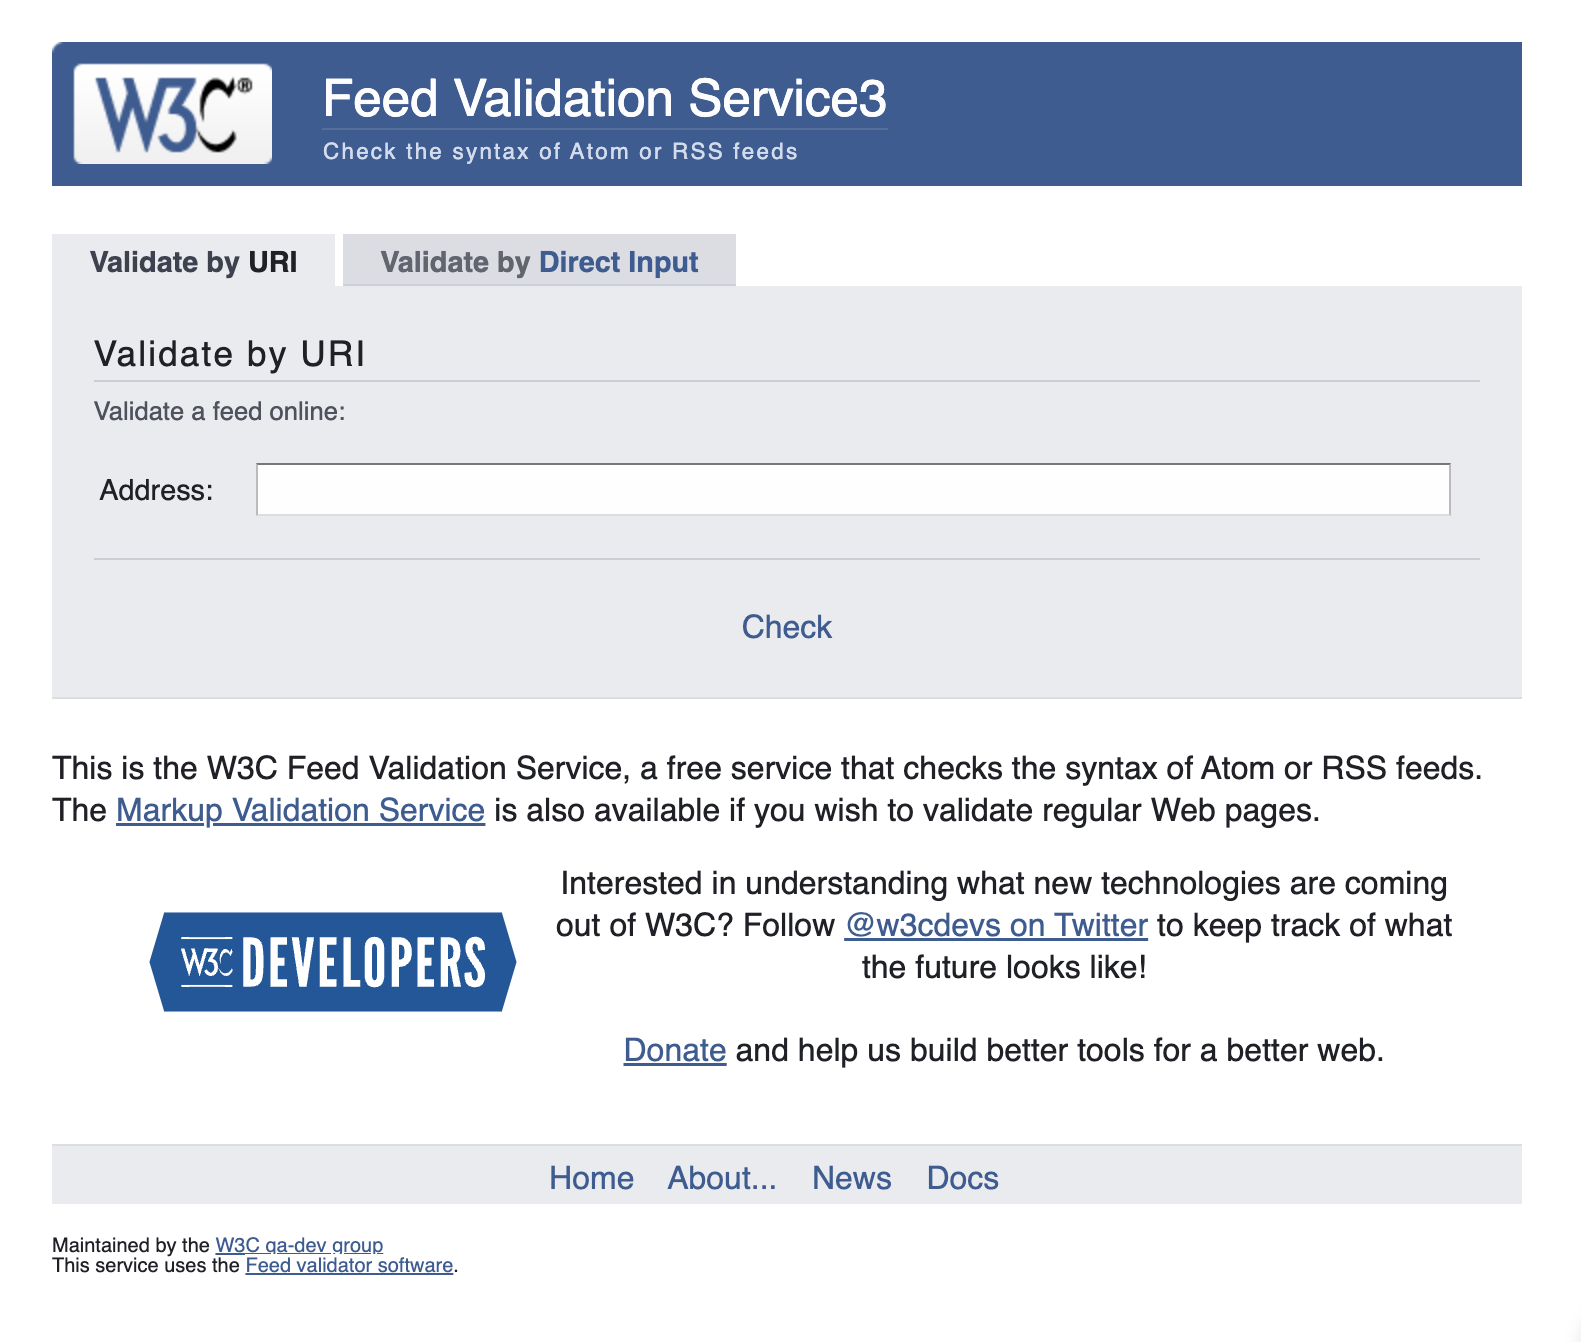 W3C®
Feed Validation Service3
Check the syntax of Atom or RSS feeds
Validate by URI
Validate by Direct Input
Validate by URI
Validate a feed online:
Address:
Check
This is the W3C Feed Validation Service, a free service that checks the syntax of Atom or RSS feeds.
The Markup Validation Service is also available if you wish to validate regular Web pages.
W3C DEVELOPERS
Interested in understanding what new technologies are coming
out of W3C? Follow @w3cdevs on Twitter to keep track of what
the future looks like!
Donate and help us build better tools for a better web.
Home About... News Docs
Maintained by the W3C qa-dev group
This service uses the Feed validator software.